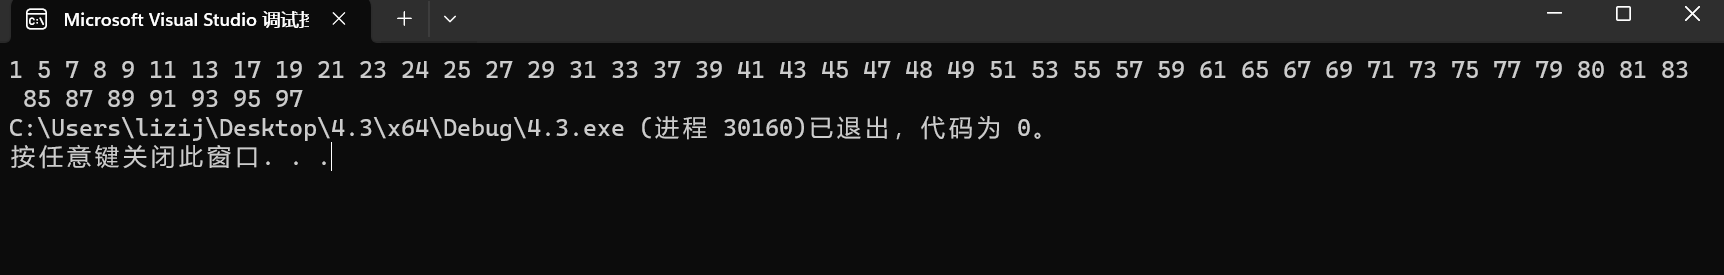 Microsoft Visual Studio 调试
1 5 7 8 9 11 13 17 19 21 23 24 25 27 29 31 33 37 39 41 43 45 47 48 49 51 53 55 57 59 61 65 67 69 71 73 75 77 79 80 81 83
85 87 89 91 93 95 97
C:\Users\lizij\Desktop\4.3\x64\Debug\4.3.exe (进程 30160)已退出，代码为 0。
按任意键关闭此窗口. . .